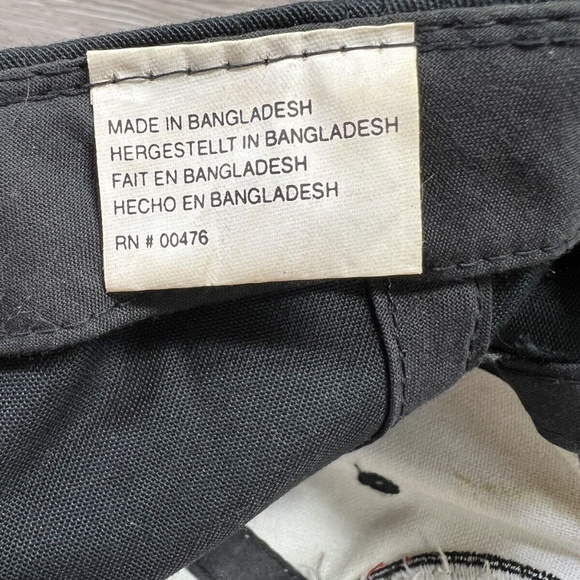 MADE IN BANGLADESH
HERGESTELLT IN BANGLADESH
FAIT EN BANGLADESH
HECHO EN BANGLADESH
RN # 00476